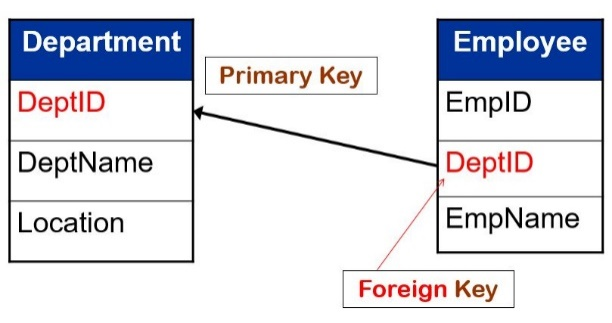 Department
DeptID
DeptName
Location
Primary Key
Employee
EmpID
DeptID
EmpName
Foreign Key